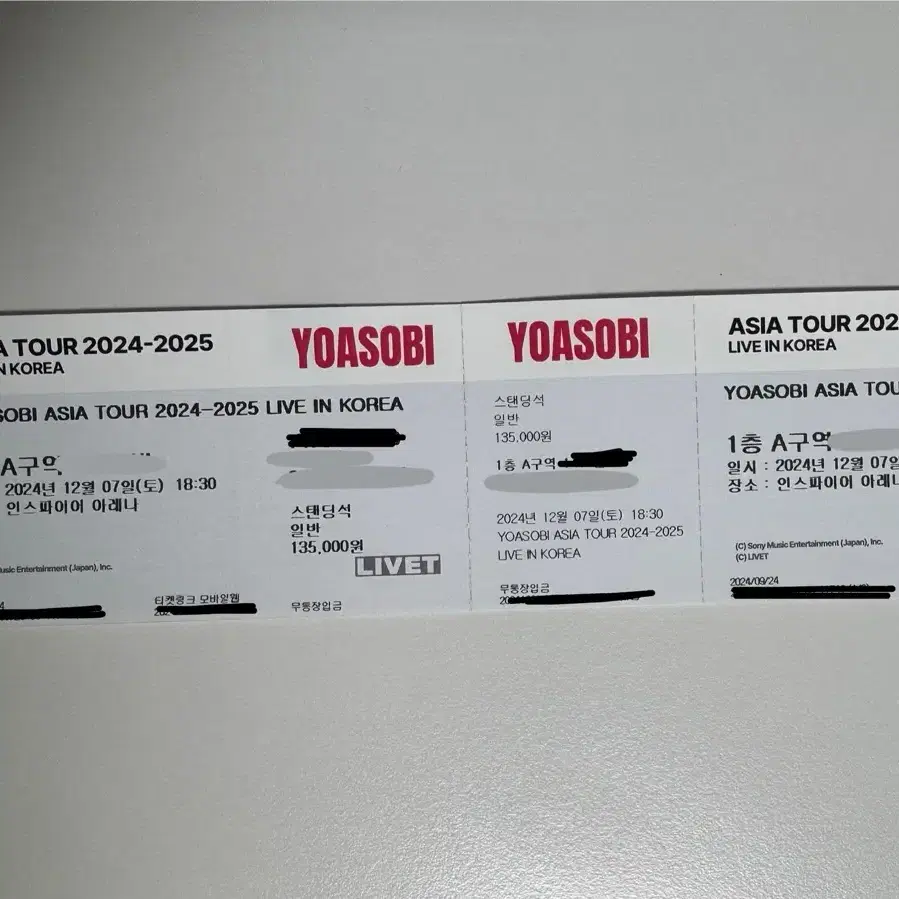 A TOUR 2024-2025
N KOREA
YOASOBI
SOBI ASIA TOUR 2024-2025 LIVE IN KOREA
A구역
2024년 12월 07일(토) 18:30
인스파이어 아레나
스탠딩석
일반
135,000원
LIVET
usic Entertainment (Japan), Inc.
티켓링크 모바일웹
무통장입금
YOASOBI
스탠딩석
일반
135,000원
1층 A구역
2024년 12월 07일(토) 18:30
YOASOBI ASIA TOUR 2024-2025
LIVE IN KOREA
무통장입금
ASIA TOUR 202
LIVE IN KOREA
YOASOBI ASIA TOU
1층 A구역
일시 : 2024년 12월 07일
장소 : 인스파이어 아레나
(C) Sony Music Entertainment (Japan), Inc.
(C) LIVET
2024/09/24